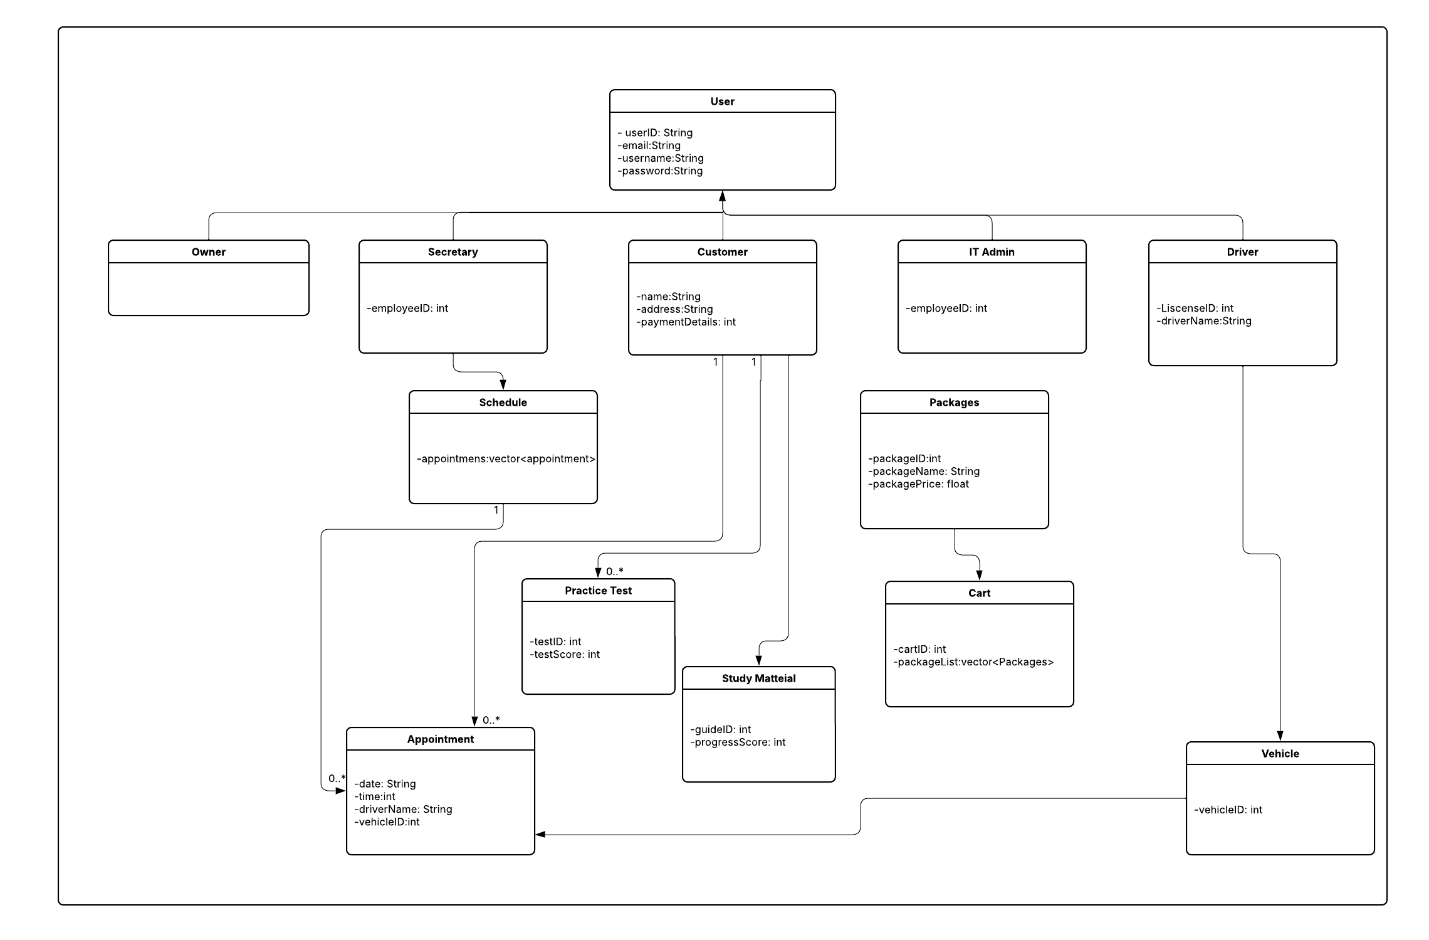 User
- userID: String
-email:String
-username:String
-password:String
Owner
Secretary
-employeeID: int
Customer
-name:String
-address:String
-paymentDetails: int
IT Admin
-employeeID: int
Driver
-LiscenseID: int
-driverName:String
1
1
Schedule
-appointmens:vector<appointment>
1
Packages
-packageID:int
-packageName: String
-packagePrice: float
0..*
Practice Test
-testID: int
-testScore: int
Cart
-cartID: int
-packageList:vector<Packages>
Study Matteial
-guideID: int
-progressScore: int
0..*
0..*
Appointment
-date: String
-time:int
-driverName: String
-vehicleID:int
Vehicle
-vehicleID: int